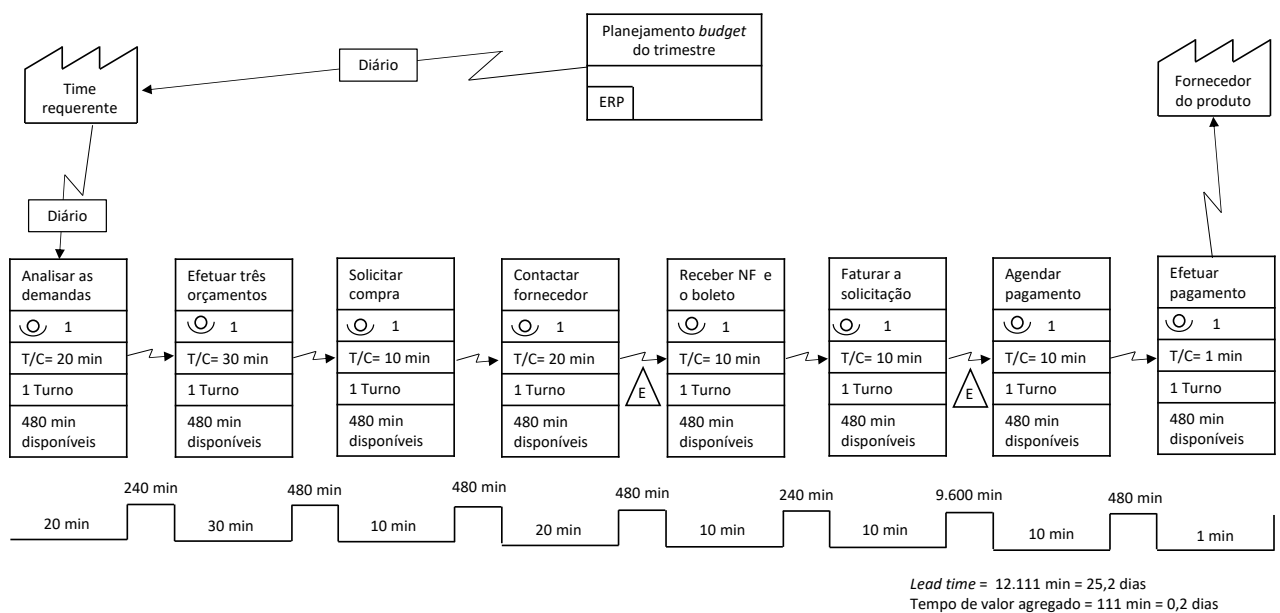 Planejamento budget
do trimestre
ERP
Diário
Time
requerente
Fornecedor
do produto
Diário
Analisar as
demandas
1
T/C= 20 min
1 Turno
480 min
disponíveis
Efetuar três
orçamentos
1
T/C= 30 min
1 Turno
480 min
disponíveis
Solicitar
compra
1
T/C= 10 min
1 Turno
480 min
disponíveis
Contactar
fornecedor
1
T/C= 20 min
1 Turno
480 min
disponíveis
E
Receber NF e
o boleto
1
T/C= 10 min
1 Turno
480 min
disponíveis
Faturar a
solicitação
1
T/C= 10 min
1 Turno
480 min
disponíveis
E
Agendar
pagamento
1
T/C= 10 min
1 Turno
480 min
disponíveis
Efetuar
pagamento
1
T/C= 1 min
1 Turno
480 min
disponíveis
240 min
480 min
480 min
480 min
240 min
9.600 min
480 min
20 min
30 min
10 min
20 min
10 min
10 min
10 min
1 min
Lead time = 12.111 min = 25,2 dias
Tempo de valor agregado = 111 min = 0,2 dias